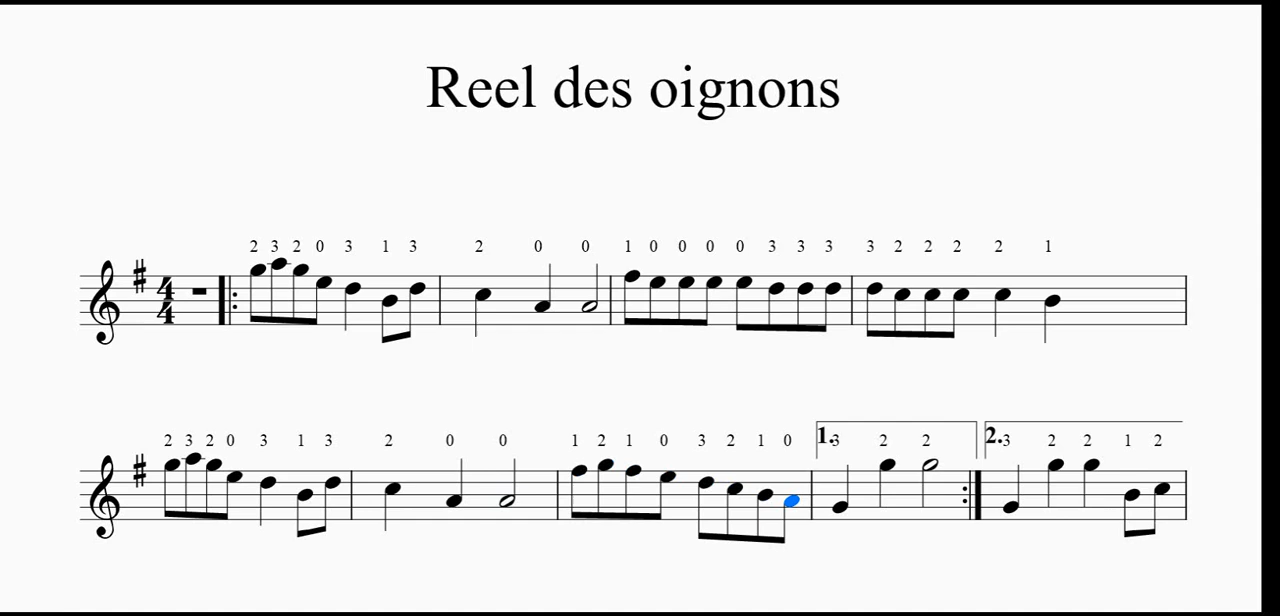 Reel des oignons
2 3 2 0 3 1 3 2 0 0 1 0 0 0 0 3 3 3 3 2 2 2 2 1
4
4
2 3 2 0 3 1 3 2 0 0 1 2 1 0 3 2 1 0 1. 3 2 2 2. 3 2 2 1 2